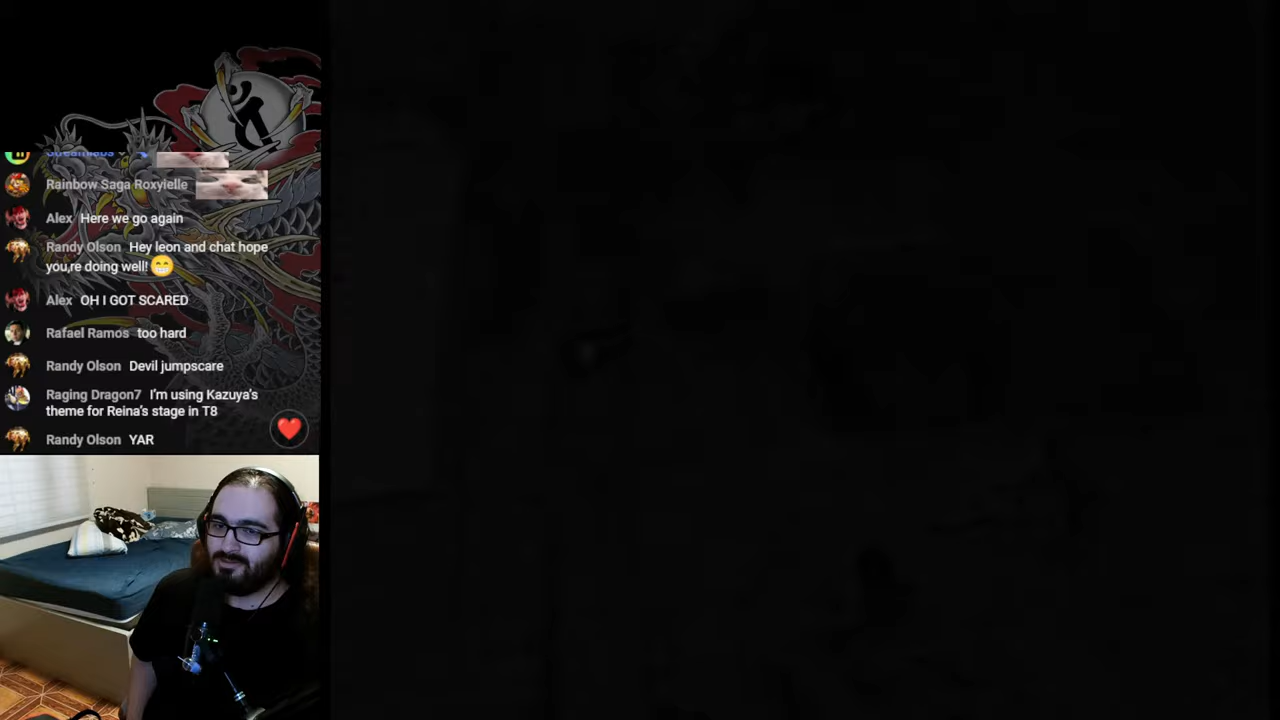 Streamlabs
Rainbow Saga Roxyielle
Alex Here we go again
Randy Olson Hey leon and chat hope
you,re doing well! 😁
Alex OH I GOT SCARED
Rafael Ramos too hard
Randy Olson Devil jumpscare
Raging Dragon7 I'm using Kazuya's
theme for Reina's stage in T8
Randy Olson YAR